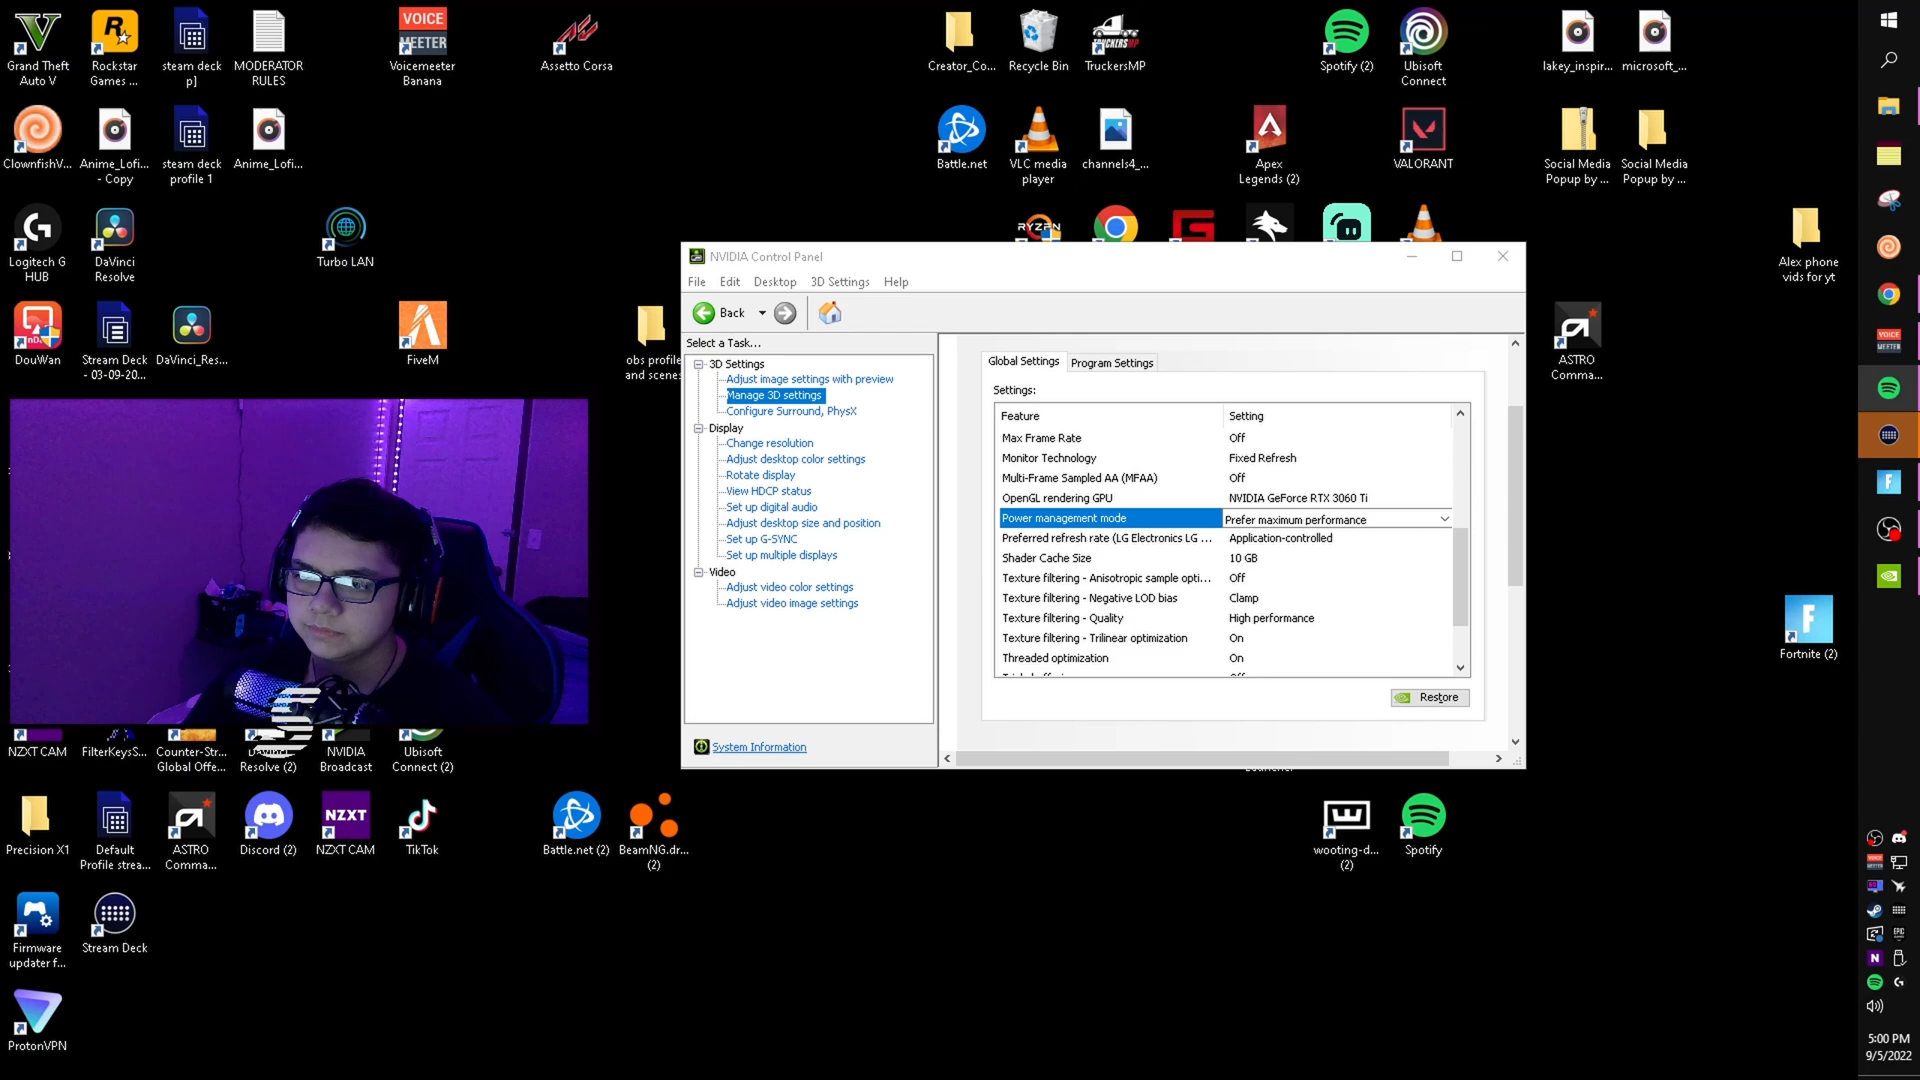 Grand Theft
Auto V
Rockstar
Games ...
steam deck
p]
MODERATOR
RULES
VOICE
MEETER
Voicemeeter
Banana
Assetto Corsa
Creator_Co...
Recycle Bin
TRUCKERSMP
TruckersMP
Spotify (2)
Ubisoft
Connect
lakey_inspir...
microsoft_...
ClownfishV...
Anime_Lofi...
- Copy
steam deck
profile 1
Anime_Lofi...
Battle.net
VLC media
player
channels4_...
Apex
Legends (2)
VALORANT
Social Media
Popup by ...
Social Media
Popup by ...
Logitech G
HUB
DaVinci
Resolve
Turbo LAN
RYZEN
Alex phone
vids for yt
DouWan
Stream Deck
- 03-09-20...
DaVinci_Res...
FiveM
obs profile
and scene
ASTRO
Comma...
NVIDIA Control Panel
File Edit Desktop 3D Settings Help
Back
Select a Task...
3D Settings
Adjust image settings with preview
Manage 3D settings
Configure Surround, PhysX
Display
Change resolution
Adjust desktop color settings
Rotate display
View HDCP status
Set up digital audio
Adjust desktop size and position
Set up G-SYNC
Set up multiple displays
Video
Adjust video color settings
Adjust video image settings
System Information
Global Settings Program Settings
Settings:
Feature Setting
Max Frame Rate Off
Monitor Technology Fixed Refresh
Multi-Frame Sampled AA (MFAA) Off
OpenGL rendering GPU NVIDIA GeForce RTX 3060 Ti
Power management mode Prefer maximum performance
Preferred refresh rate (LG Electronics LG ... Application-controlled
Shader Cache Size 10 GB
Texture filtering - Anisotropic sample opti... Off
Texture filtering - Negative LOD bias Clamp
Texture filtering - Quality High performance
Texture filtering - Trilinear optimization On
Threaded optimization On
Restore
Fortnite (2)
NZXT CAM
FilterKeysS...
Counter-Str...
Global Offe...
Resolve (2)
NVIDIA
Broadcast
Ubisoft
Connect (2)
Precision X1
Default
Profile strea...
ASTRO
Comma...
Discord (2)
NZXT
NZXT CAM
TikTok
Battle.net (2)
BeamNG.dr...
(2)
wooting-d...
(2)
Spotify
Firmware
updater f...
Stream Deck
ProtonVPN
VOICE
MEETER
5:00 PM
9/5/2022